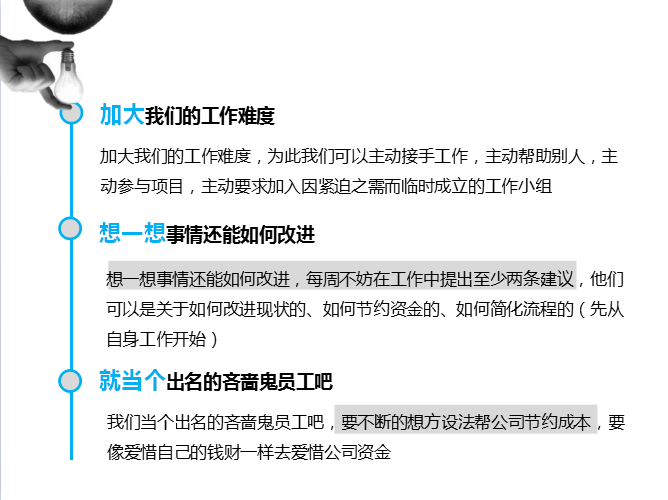 加大我们的工作难度
加大我们的工作难度，为此我们可以主动接手工作，主动帮助别人，主
动参与项目，主动要求加入因紧迫之需而临时成立的工作小组
想一想事情还能如何改进
想一想事情还能如何改进，每周不妨在工作中提出至少两条建议，他们
可以是关于如何改进现状的、如何节约资金的、如何简化流程的（先从
自身工作开始）
就当个出名的吝啬鬼员工吧
我们当个出名的吝啬鬼员工吧，要不断的想方设法帮公司节约成本，要
像爱惜自己的钱财一样去爱惜公司资金